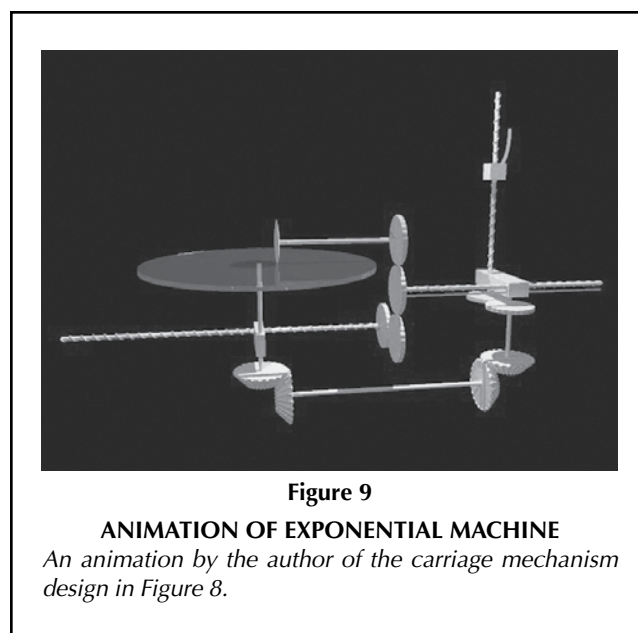 Figure 9
ANIMATION OF EXPONENTIAL MACHINE
An animation by the author of the carriage mechanism
design in Figure 8.